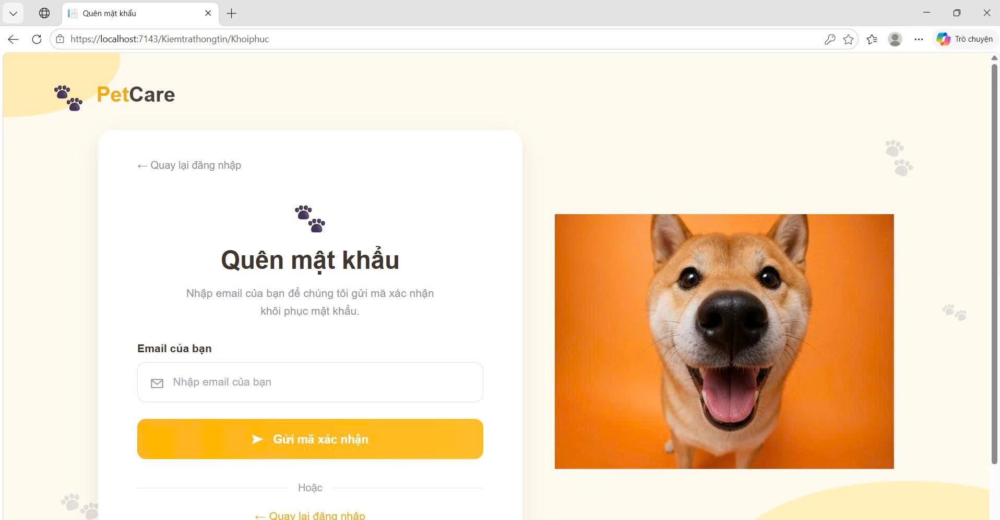 Quên mật khẩu
https://localhost:7143/Kiemtrathongtin/Khoiphuc
Trò chuyện
PetCare
← Quay lại đăng nhập
Quên mật khẩu
Nhập email của bạn để chúng tôi gửi mã xác nhận
khôi phục mật khẩu.
Email của bạn
Nhập email của bạn
Gửi mã xác nhận
Hoặc
← Quay lại đăng nhập